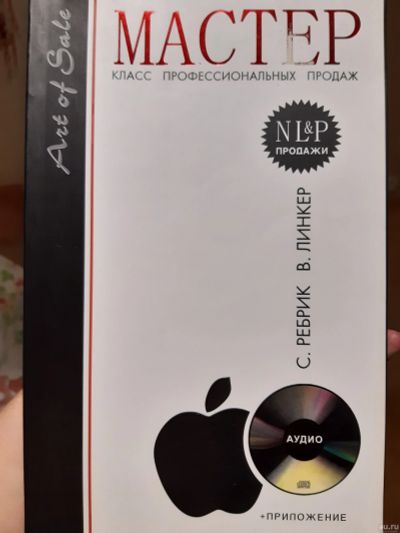 Art of Sale
МАСТЕР
КЛАСС ПРОФЕССИОНАЛЬНЫХ ПРОДАЖ
NL&P
ПРОДАЖИ
С. РЕБРИК В. ЛИНКЕР
АУДИО
+ПРИЛОЖЕНИЕ